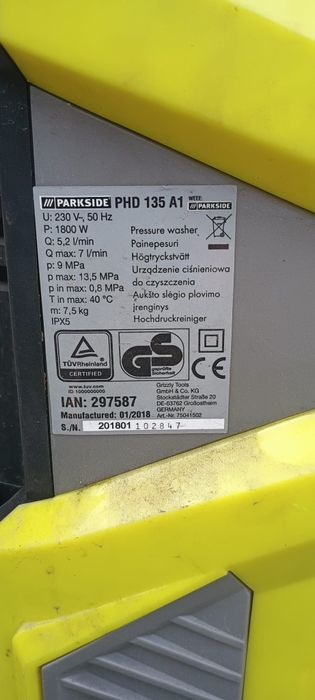 /// PARKSIDE PHD 135 A1 WEEE: /// PARKSIDE
U: 230 V~, 50 Hz
P: 1800 W
Q: 5,2 l/min
Q max: 7 l/min
p: 9 MPa
p max: 13,5 MPa
p in max: 0,8 MPa
T in max: 40 °C
m: 7,5 kg
IPX5
Pressure washer
Painepesuri
Högtryckstvätt
Urządzenie ciśnieniowe
do czyszczenia
Aukšto slėgio plovimo
įrenginys
Hochdruckreiniger
TÜVRheinland
CERTIFIED
geprüfte
Sicherheit
GS
CE
www.tuv.com
ID:1000000000
IAN: 297587
Manufactured: 01/2018
S./N. 201801 102847
Grizzly Tools
GmbH & Co. KG
Stockstädter Straße 20
DE-63762 Großostheim
GERMANY
Art.-Nr. 75041502